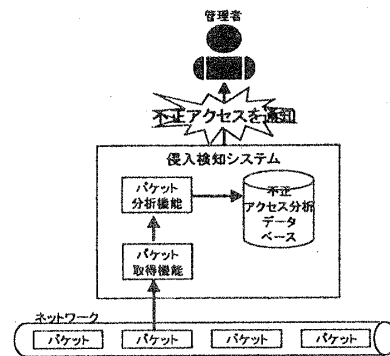 管理者
不正アクセスを通知
侵入検知システム
パケット
分析機能
不正
アクセス分析
データ
ベース
パケット
取得機能
ネットワーク
パケット パケット パケット パケット